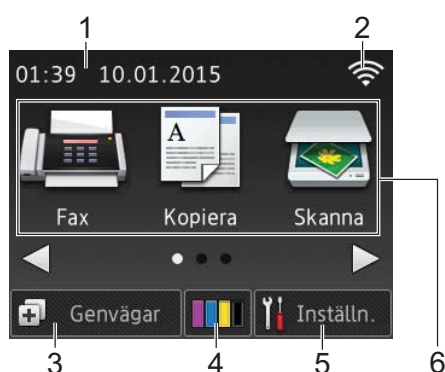 1 2
01:39 10.01.2015
A
Fax Kopiera Skanna
Genvägar Inställn.
3 4 5 6